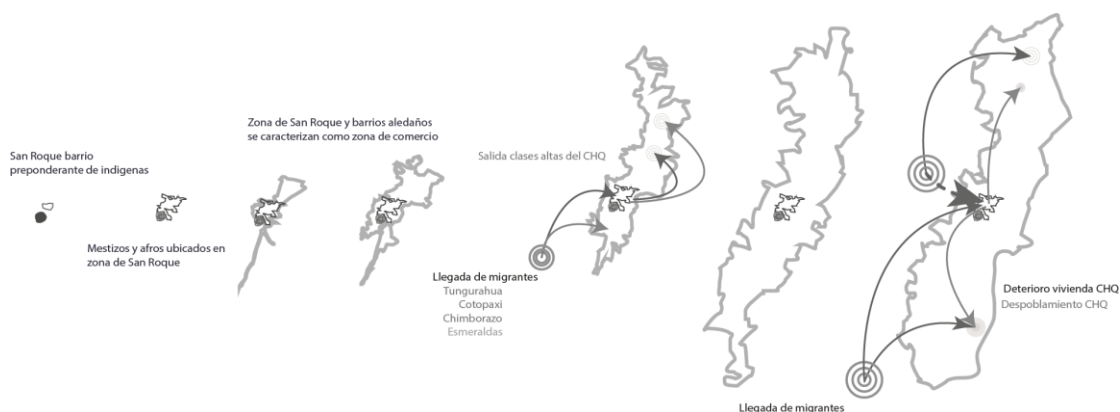 San Roque barrio
preponderante de indigenas
Mestizos y afros ubicados en
zona de San Roque
Zona de San Roque y barrios aledaños
se caracterizan como zona de comercio
Salida clases altas del CHQ
Llegada de migrantes
Tungurahua
Cotopaxi
Chimborazo
Esmeraldas
Deterioro vivienda CHQ
Despoblamiento CHQ
Llegada de migrantes